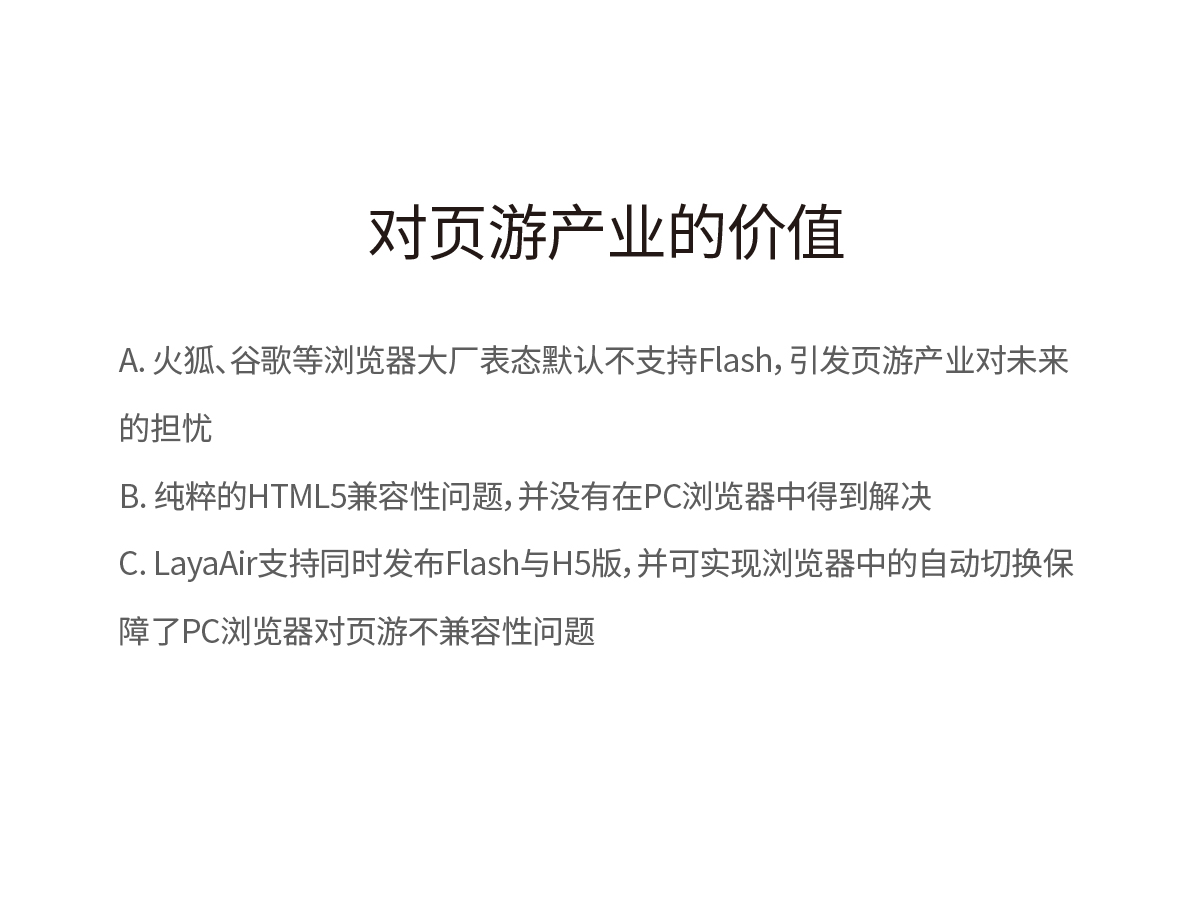 对页游产业的价值
A. 火狐、谷歌等浏览器大厂表态默认不支持Flash，引发页游产业对未来
的担忧
B. 纯粹的HTML5兼容性问题，并没有在PC浏览器中得到解决
C. LayaAir支持同时发布Flash与H5版，并可实现浏览器中的自动切换保
障了PC浏览器对页游不兼容性问题